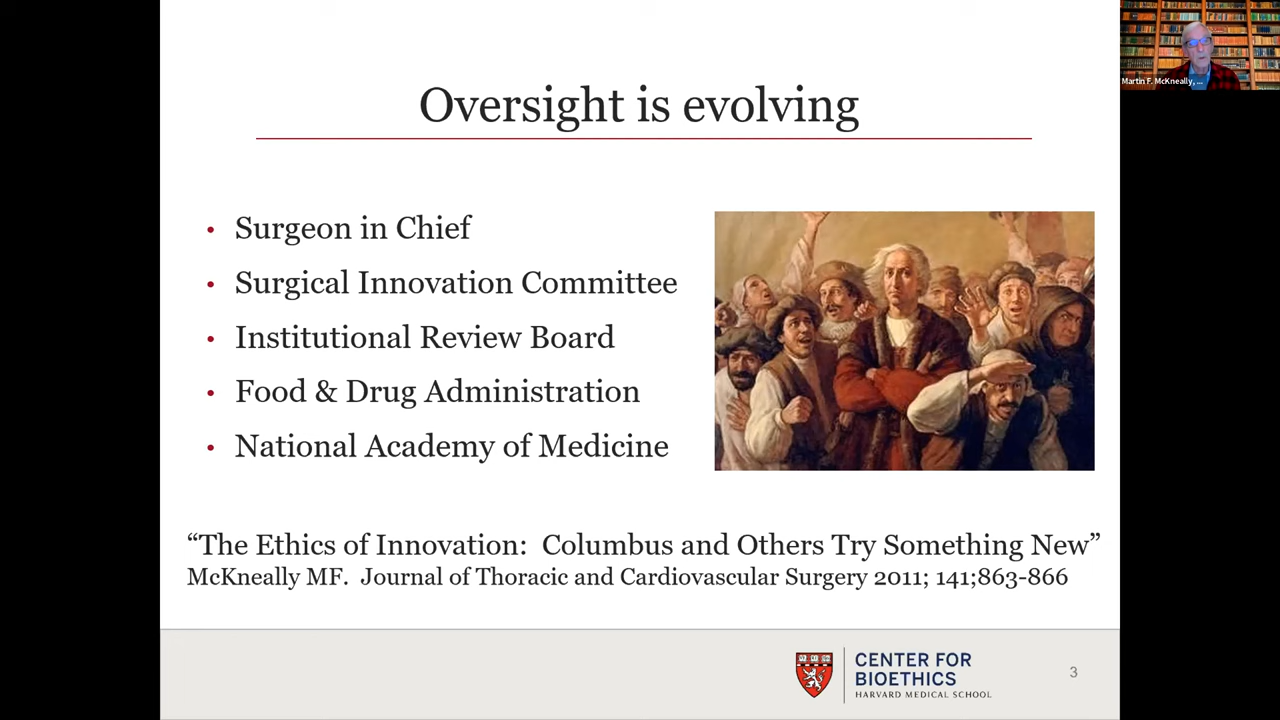 Martin F. McKneally, ...
Oversight is evolving
• Surgeon in Chief
• Surgical Innovation Committee
• Institutional Review Board
• Food & Drug Administration
• National Academy of Medicine
“The Ethics of Innovation:  Columbus and Others Try Something New”
McKneally MF.  Journal of Thoracic and Cardiovascular Surgery 2011; 141;863-866
CENTER FOR
BIOETHICS
HARVARD MEDICAL SCHOOL
3